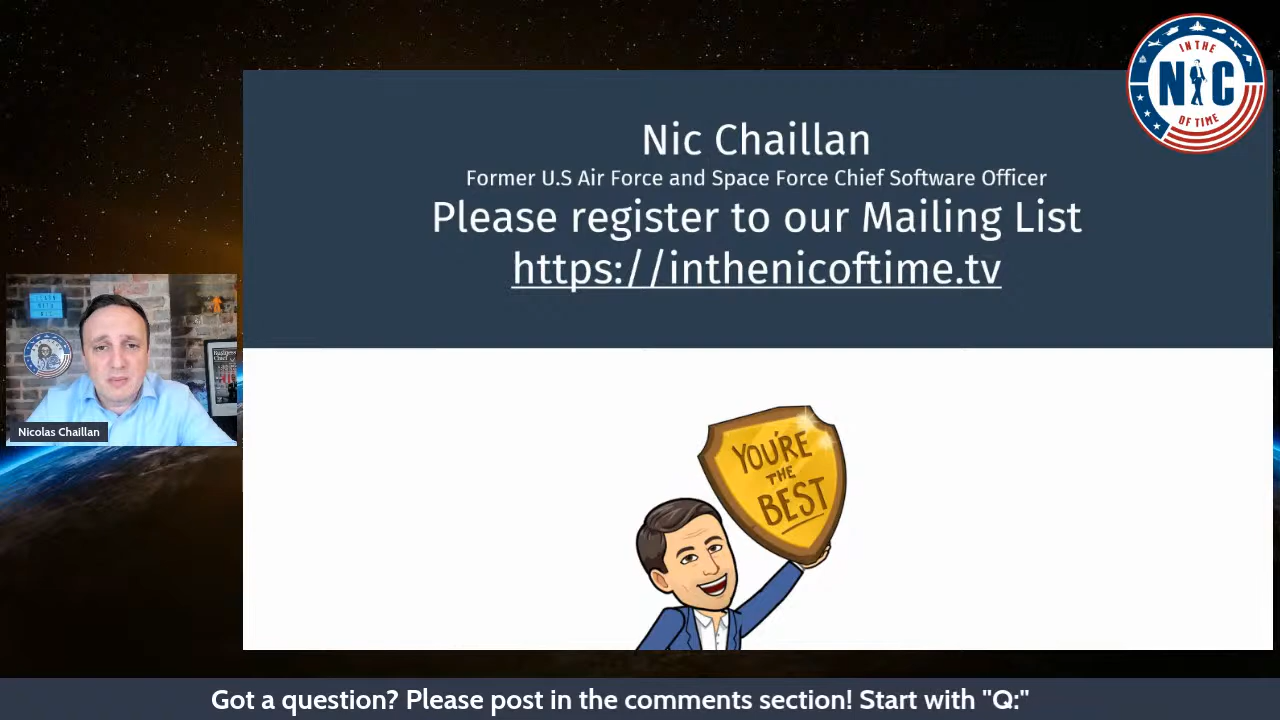 IN THE
NIC
OF TIME
Nic Chaillan
Former U.S Air Force and Space Force Chief Software Officer
Please register to our Mailing List
https://inthenicoftime.tv
Nicolas Chaillan
YOU'RE
THE
BEST
Got a question? Please post in the comments section! Start with "Q:"